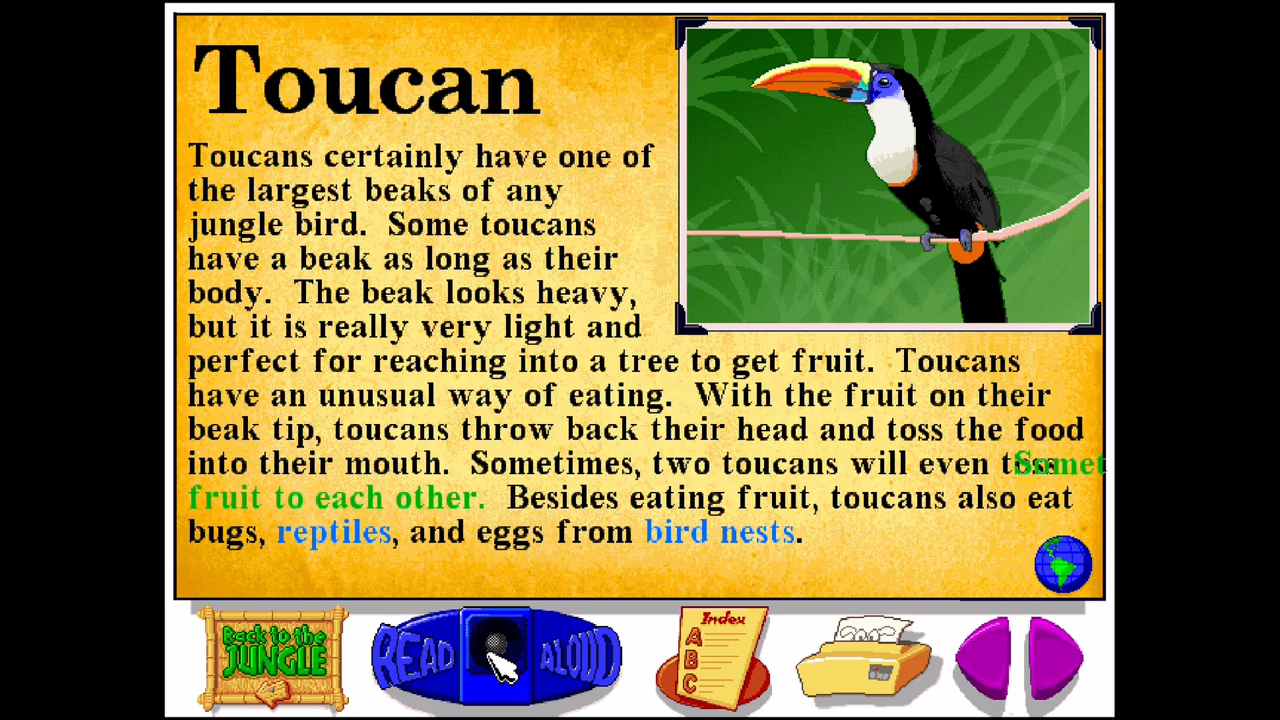 Toucan
Toucans certainly have one of
the largest beaks of any
jungle bird. Some toucans
have a beak as long as their
body. The beak looks heavy,
but it is really very light and
perfect for reaching into a tree to get fruit. Toucans
have an unusual way of eating. With the fruit on their
beak tip, toucans throw back their head and toss the food
into their mouth. Sometimes, two toucans will even Somet
fruit to each other. Besides eating fruit, toucans also eat
bugs, reptiles, and eggs from bird nests.
Back to the
JUNGLE
READ ALOUD
Index
A
B
C